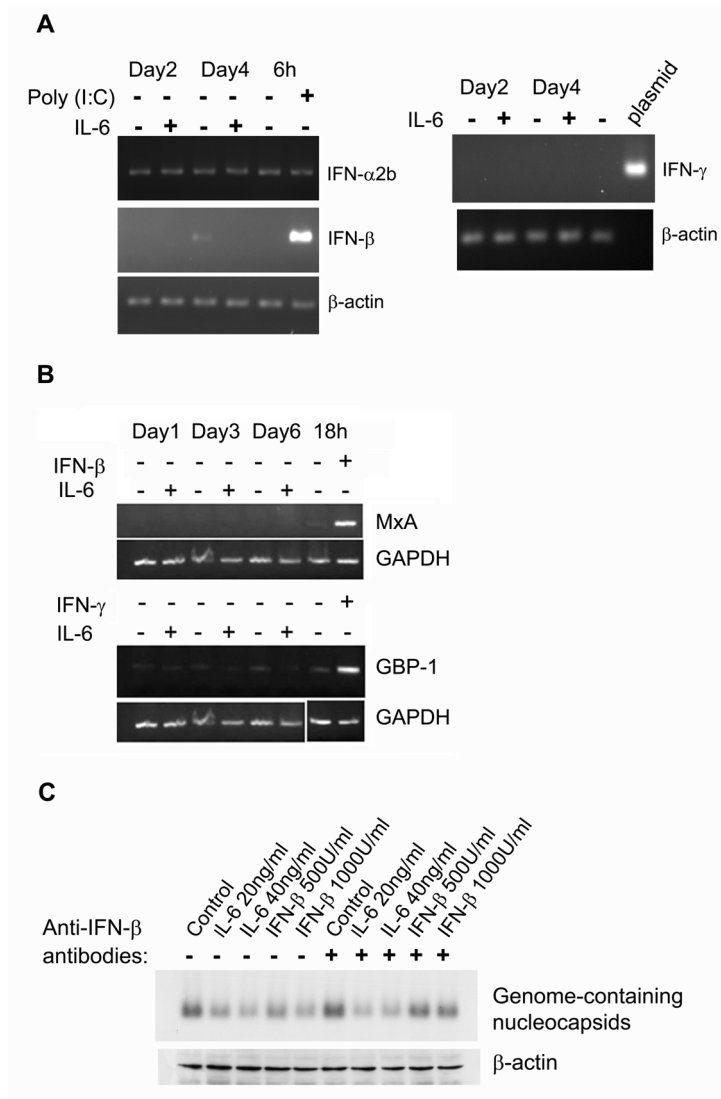 A
Day2 Day4 6h
Poly (I:C) - - - - - +
IL-6 - + - + - -
IFN-α2b
IFN-β
β-actin
Day2 Day4 plasmid
IL-6 - + - + -
IFN-γ
β-actin
B
Day1 Day3 Day6 18h
IFN-β - - - - - - - +
IL-6 - + - + - + - -
MxA
GAPDH
IFN-γ - - - - - - - +
IL-6 - + - + - + - -
GBP-1
GAPDH
C
Control IL-6 20ng/ml IL-6 40ng/ml IFN-β 500U/ml IFN-β 1000U/ml Control IL-6 20ng/ml IL-6 40ng/ml IFN-β 500U/ml IFN-β 1000U/ml
Anti-IFN-β
antibodies: - - - - - + + + + +
Genome-containing
nucleocapsids
β-actin